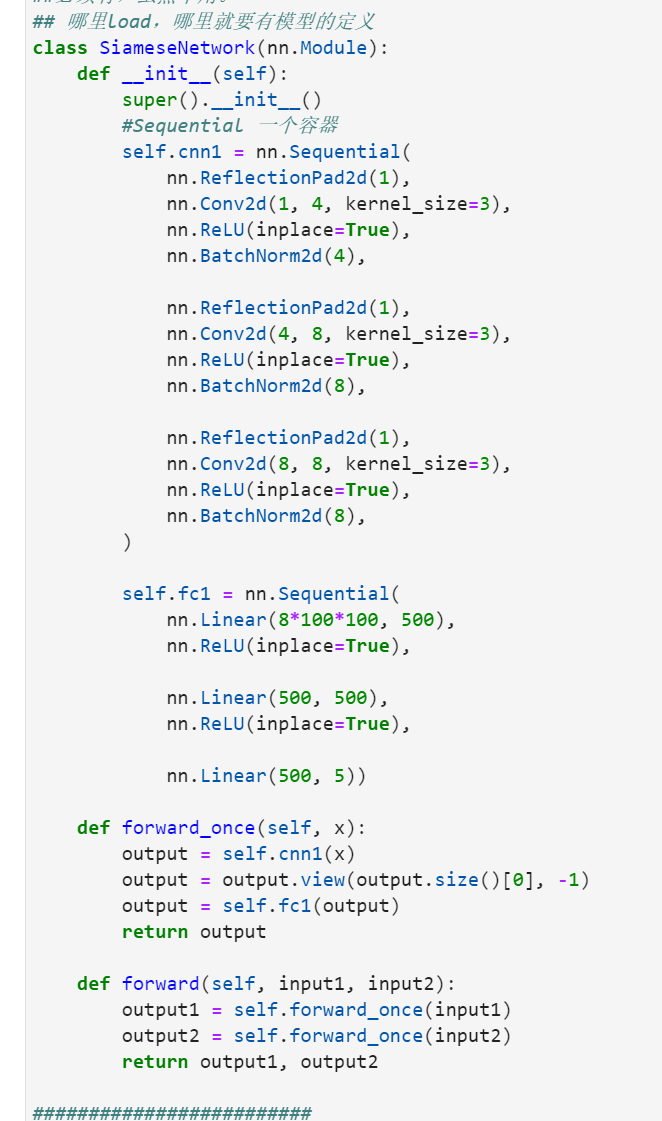 ## 哪里load，哪里就要有模型的定义
class SiameseNetwork(nn.Module):
    def __init__(self):
        super().__init__()
        #Sequential 一个容器
        self.cnn1 = nn.Sequential(
            nn.ReflectionPad2d(1),
            nn.Conv2d(1, 4, kernel_size=3),
            nn.ReLU(inplace=True),
            nn.BatchNorm2d(4),

            nn.ReflectionPad2d(1),
            nn.Conv2d(4, 8, kernel_size=3),
            nn.ReLU(inplace=True),
            nn.BatchNorm2d(8),

            nn.ReflectionPad2d(1),
            nn.Conv2d(8, 8, kernel_size=3),
            nn.ReLU(inplace=True),
            nn.BatchNorm2d(8),
        )

        self.fc1 = nn.Sequential(
            nn.Linear(8*100*100, 500),
            nn.ReLU(inplace=True),

            nn.Linear(500, 500),
            nn.ReLU(inplace=True),

            nn.Linear(500, 5))

    def forward_once(self, x):
        output = self.cnn1(x)
        output = output.view(output.size()[0], -1)
        output = self.fc1(output)
        return output

    def forward(self, input1, input2):
        output1 = self.forward_once(input1)
        output2 = self.forward_once(input2)
        return output1, output2

#########################